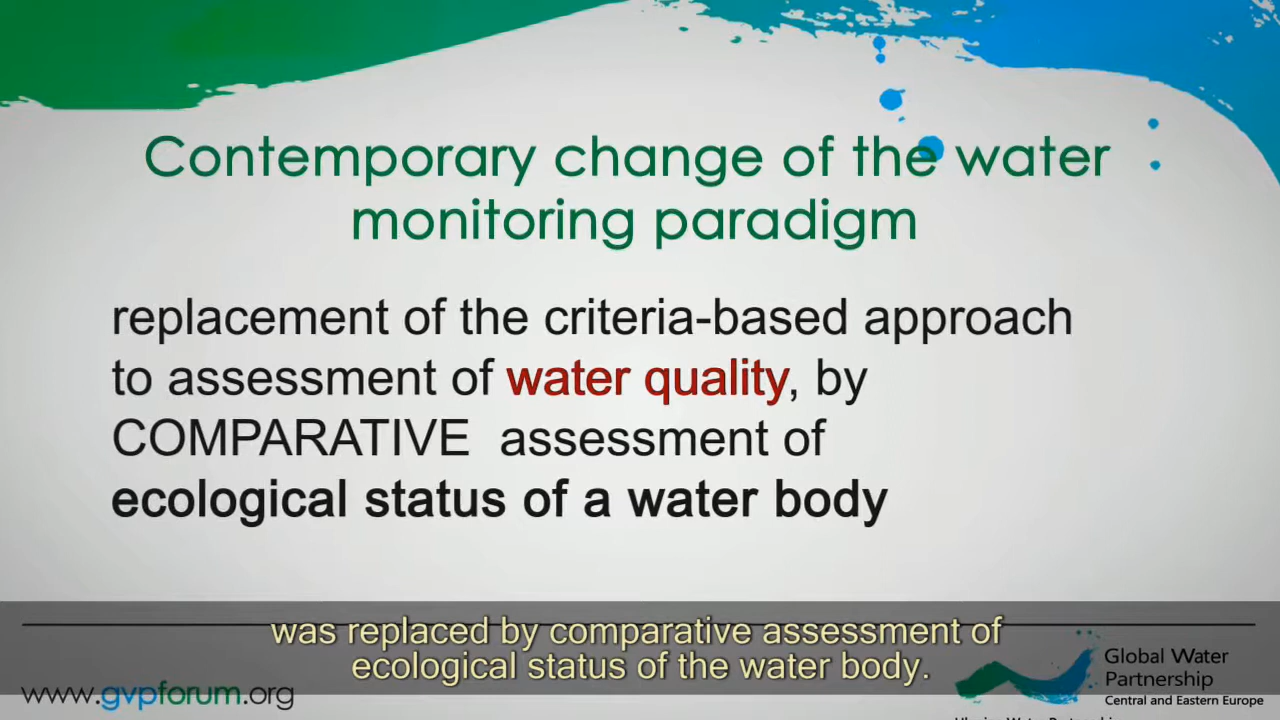 Contemporary change of the water
monitoring paradigm
replacement of the criteria-based approach
to assessment of water quality, by
COMPARATIVE assessment of
ecological status of a water body
was replaced by comparative assessment of
ecological status of the water body.
www.gvpforum.org
Global Water
Partnership
Central and Eastern Europe